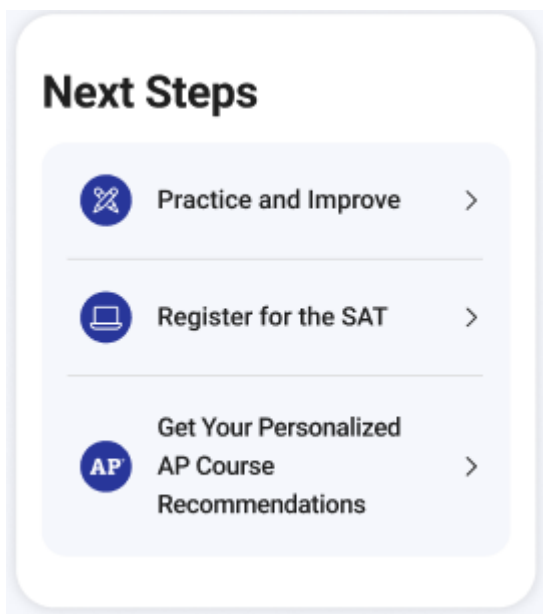 Next Steps
Practice and Improve
Register for the SAT
Get Your Personalized
AP
AP Course
Recommendations